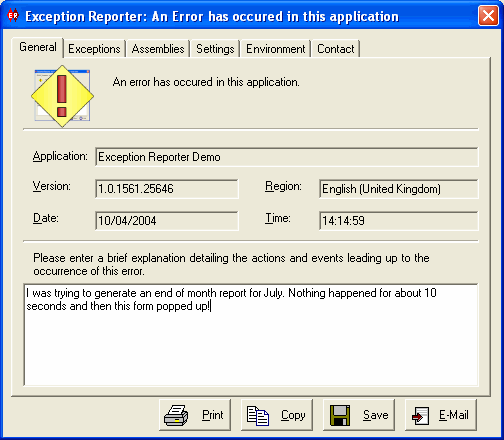 ER Exception Reporter: An Error has occured in this application
General Exceptions Assemblies Settings Environment Contact
An error has occured in this application.
Application: Exception Reporter Demo
Version: 1.0.1561.25646 Region: English (United Kingdom)
Date: 10/04/2004 Time: 14:14:59
Please enter a brief explanation detailing the actions and events leading up to the
occurrence of this error.
I was trying to generate an end of month report for July. Nothing happened for about 10
seconds and then this form popped up!
Print Copy Save E-Mail